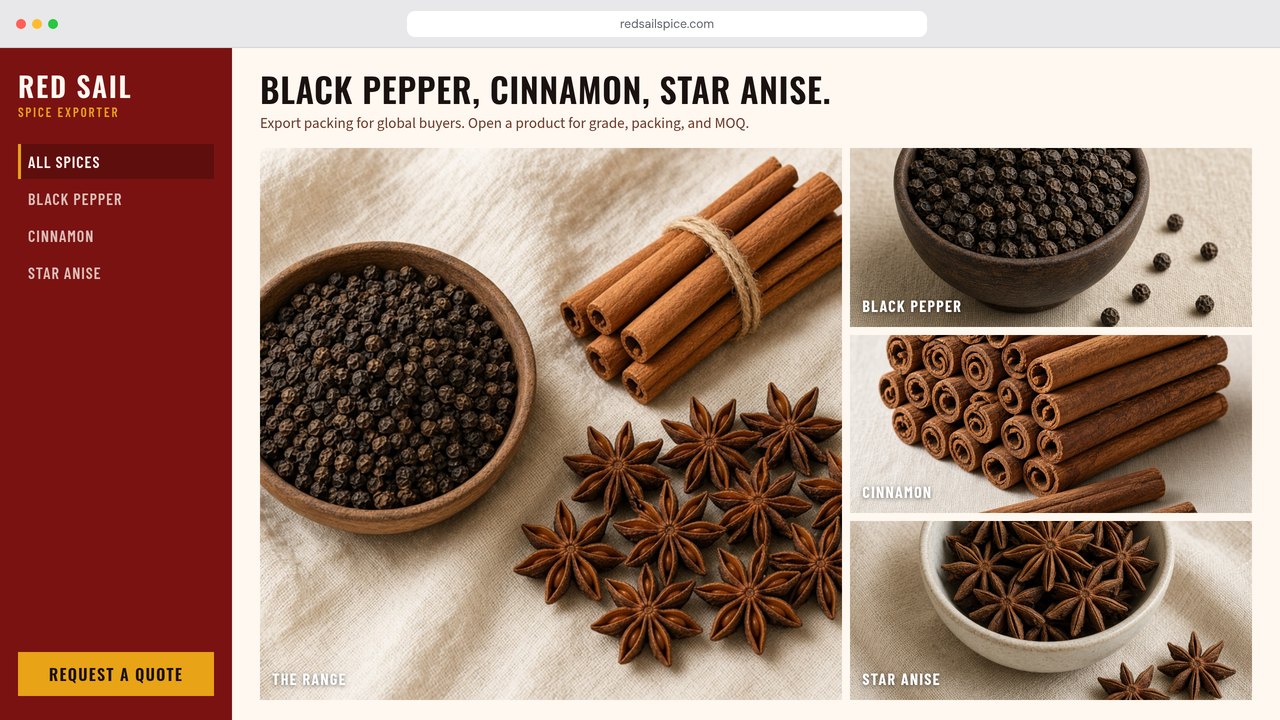 redsailspice.com
RED SAIL
SPICE EXPORTER
ALL SPICES
BLACK PEPPER
CINNAMON
STAR ANISE
REQUEST A QUOTE
BLACK PEPPER, CINNAMON, STAR ANISE.
Export packing for global buyers. Open a product for grade, packing, and MOQ.
THE RANGE
BLACK PEPPER
CINNAMON
STAR ANISE